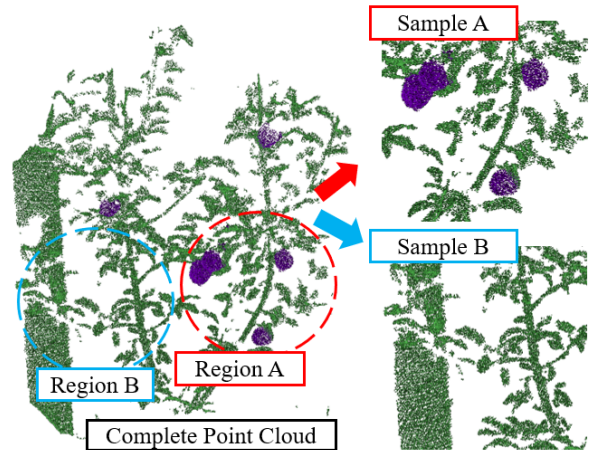 Sample A
Sample B
Region B
Region A
Complete Point Cloud